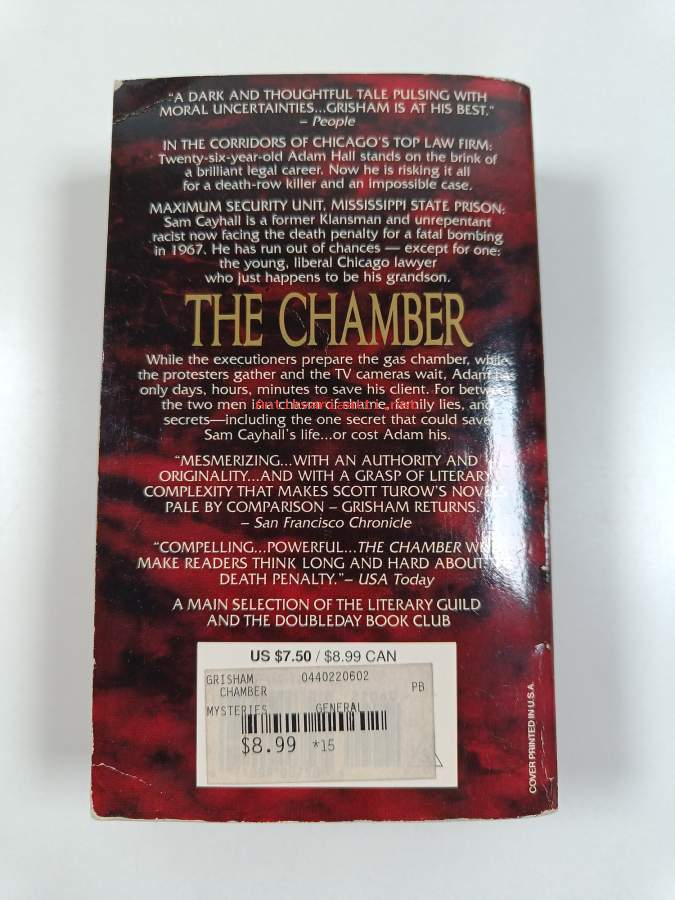 "A DARK AND THOUGHTFUL TALE PULSING WITH
MORAL UNCERTAINTIES...GRISHAM IS AT HIS BEST."
– People
IN THE CORRIDORS OF CHICAGO'S TOP LAW FIRM:
Twenty-six-year-old Adam Hall stands on the brink of
a brilliant legal career. Now he is risking it all
for a death-row killer and an impossible case.
MAXIMUM SECURITY UNIT, MISSISSIPPI STATE PRISON:
Sam Cayhall is a former Klansman and unrepentant
racist now facing the death penalty for a fatal bombing
in 1967. He has run out of chances — except for one:
the young, liberal Chicago lawyer
who just happens to be his grandson.
THE CHAMBER
While the executioners prepare the gas chamber, while
the protesters gather and the TV cameras wait, Adam has
only days, hours, minutes to save his client. For
the two men is a chasm of shame, family lies, and
secrets—including the one secret that could save
Sam Cayhall's life...or cost Adam his.
"MESMERIZING...WITH AN AUTHORITY AND
ORIGINALITY...AND WITH A GRASP OF LITERARY
COMPLEXITY THAT MAKES SCOTT TUROW'S NOVELS
PALE BY COMPARISON – GRISHAM RETURNS."
– San Francisco Chronicle
"COMPELLING...POWERFUL...THE CHAMBER
MAKE READERS THINK LONG AND HARD ABOUT
DEATH PENALTY."– USA Today
A MAIN SELECTION OF THE LITERARY GUILD
AND THE DOUBLEDAY BOOK CLUB
US $7.50 / $8.99 CAN
GRISHAM 0440220602
CHAMBER PB
MYSTERIES GENERAL
$8.99 *15
COVER PRINTED IN U.S.A.